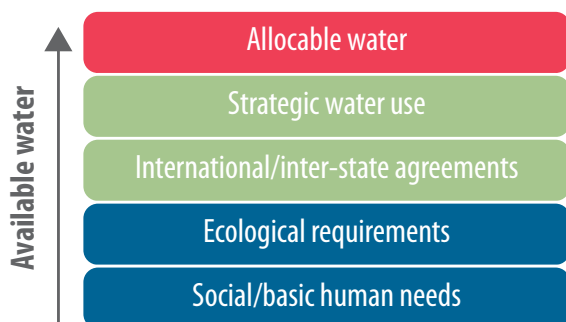 Available water
Allocable water
Strategic water use
International/inter-state agreements
Ecological requirements
Social/basic human needs